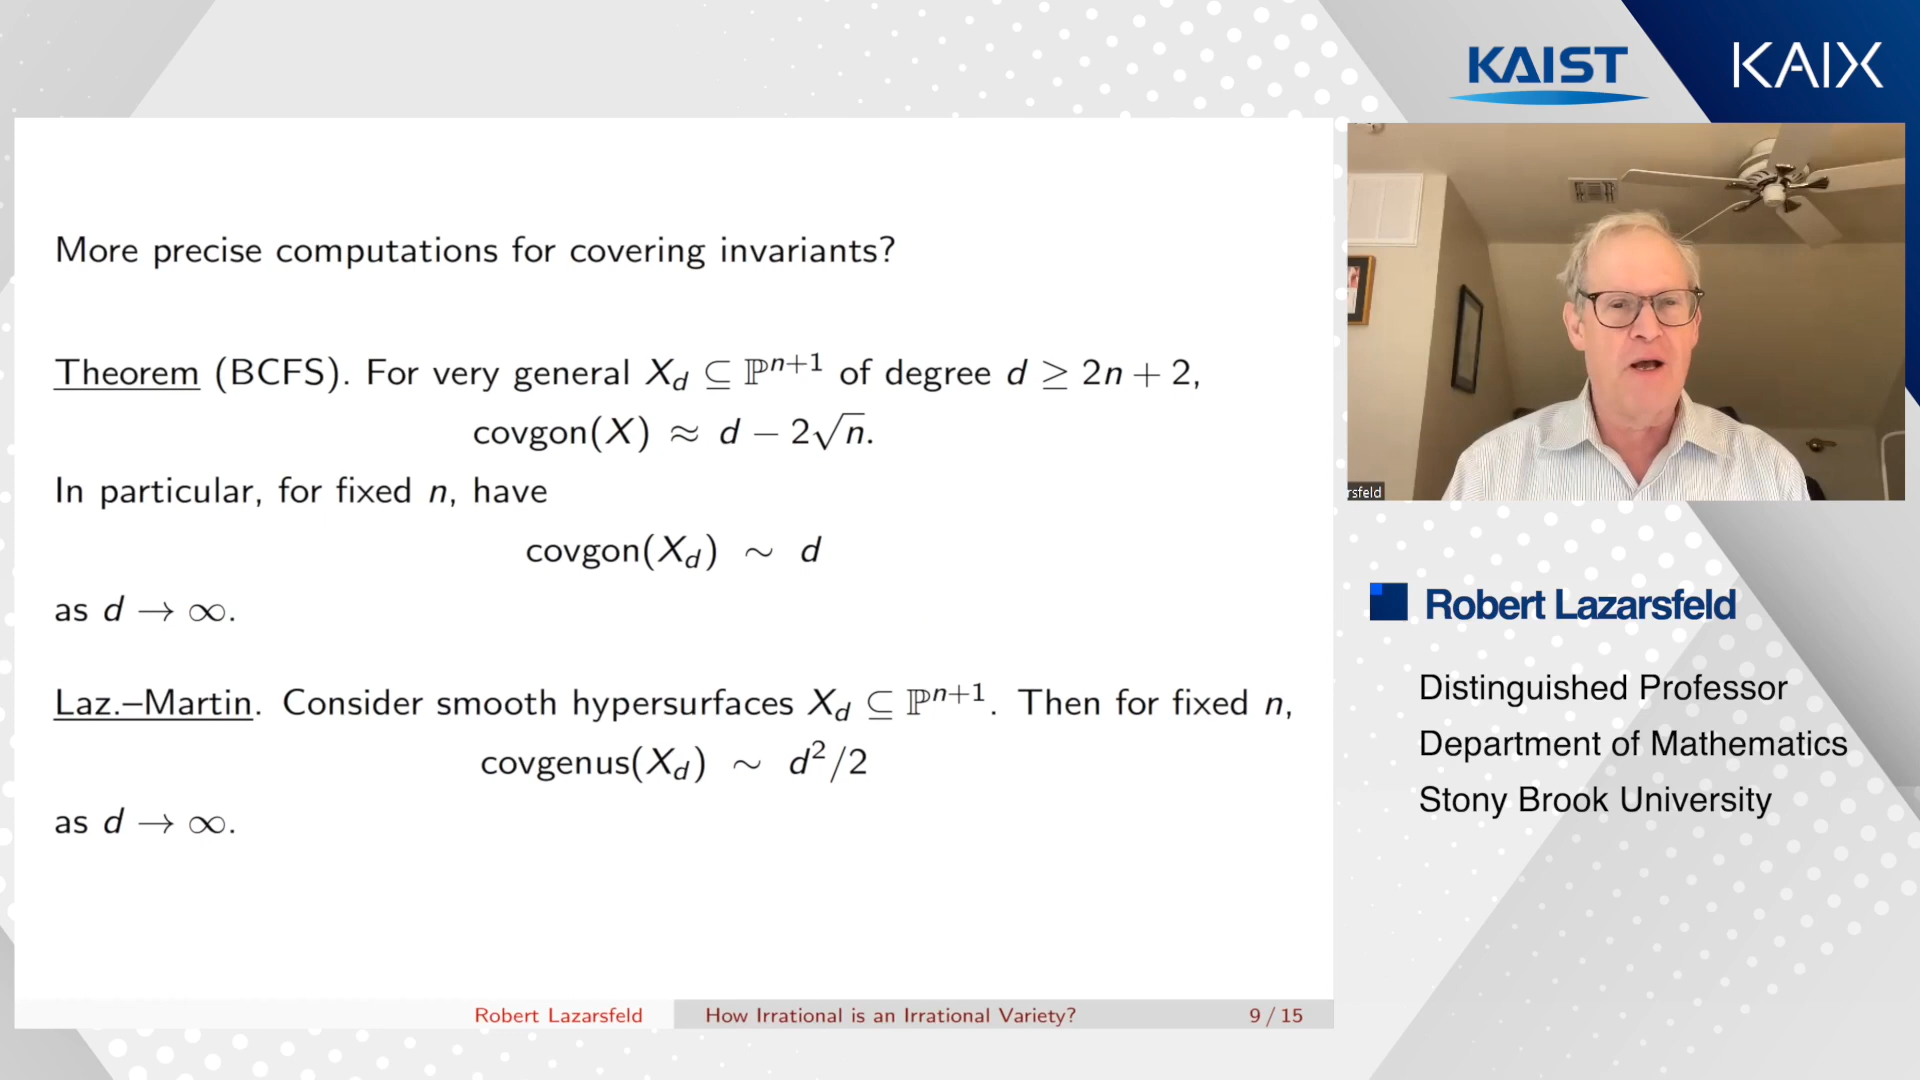 KAIST
KAIX
More precise computations for covering invariants?
Theorem (BCFS). For very general X_d ⊆ ℙ^{n+1} of degree d ≥ 2n + 2,
covgon(X) ≈ d − 2√n.
In particular, for fixed n, have
covgon(X_d) ∼ d
as d → ∞.
Laz.–Martin. Consider smooth hypersurfaces X_d ⊆ ℙ^{n+1}. Then for fixed n,
covgenus(X_d) ∼ d²/2
as d → ∞.
Robert Lazarsfeld
How Irrational is an Irrational Variety?
9 / 15
rsfeld
Robert Lazarsfeld
Distinguished Professor
Department of Mathematics
Stony Brook University